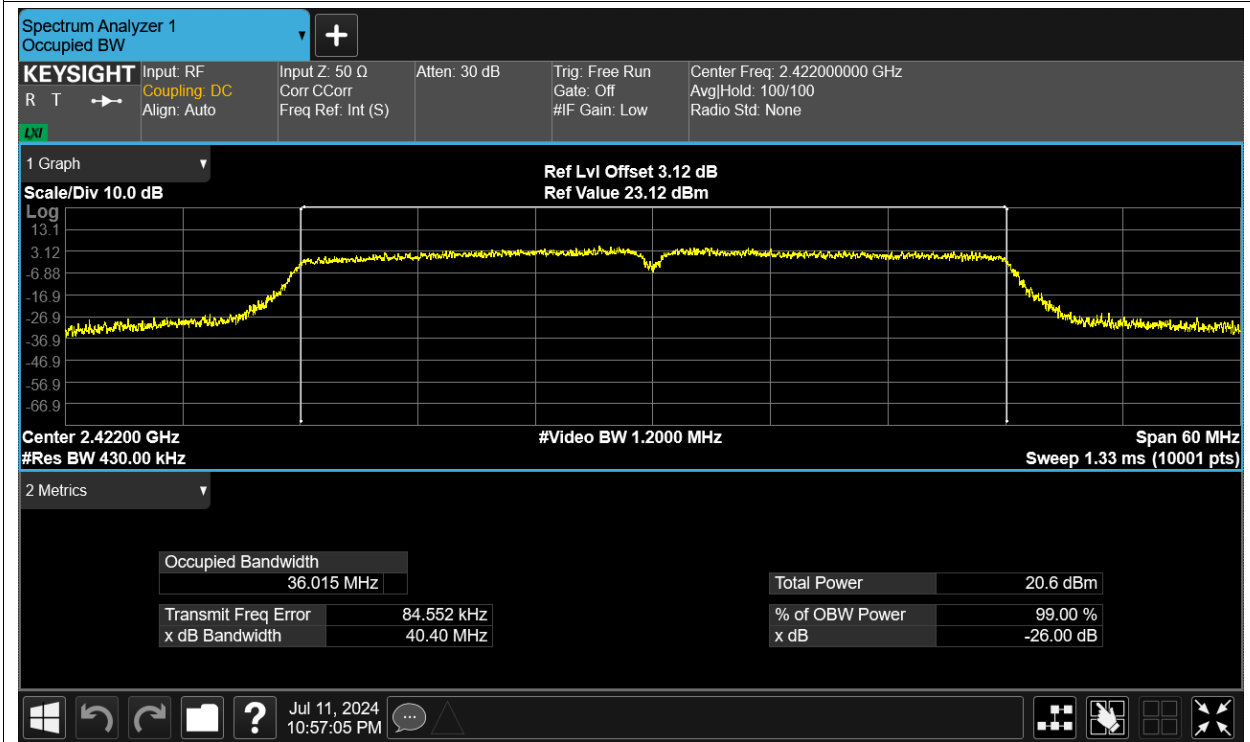 Spectrum Analyzer 1
Occupied BW
KEYSIGHT
R T
LXI
Input: RF
Coupling: DC
Align: Auto
Input Z: 50 Ω
Corr CCorr
Freq Ref: Int (S)
Atten: 30 dB
Trig: Free Run
Gate: Off
#IF Gain: Low
Center Freq: 2.422000000 GHz
Avg|Hold: 100/100
Radio Std: None
1 Graph
Scale/Div 10.0 dB
Ref Lvl Offset 3.12 dB
Ref Value 23.12 dBm
Log
13.1
3.12
-6.88
-16.9
-26.9
-36.9
-46.9
-56.9
-66.9
Center 2.42200 GHz
#Res BW 430.00 kHz
#Video BW 1.2000 MHz
Span 60 MHz
Sweep 1.33 ms (10001 pts)
2 Metrics
Occupied Bandwidth
36.015 MHz
Transmit Freq Error 84.552 kHz
x dB Bandwidth 40.40 MHz
Total Power 20.6 dBm
% of OBW Power 99.00 %
x dB -26.00 dB
?
Jul 11, 2024
10:57:05 PM